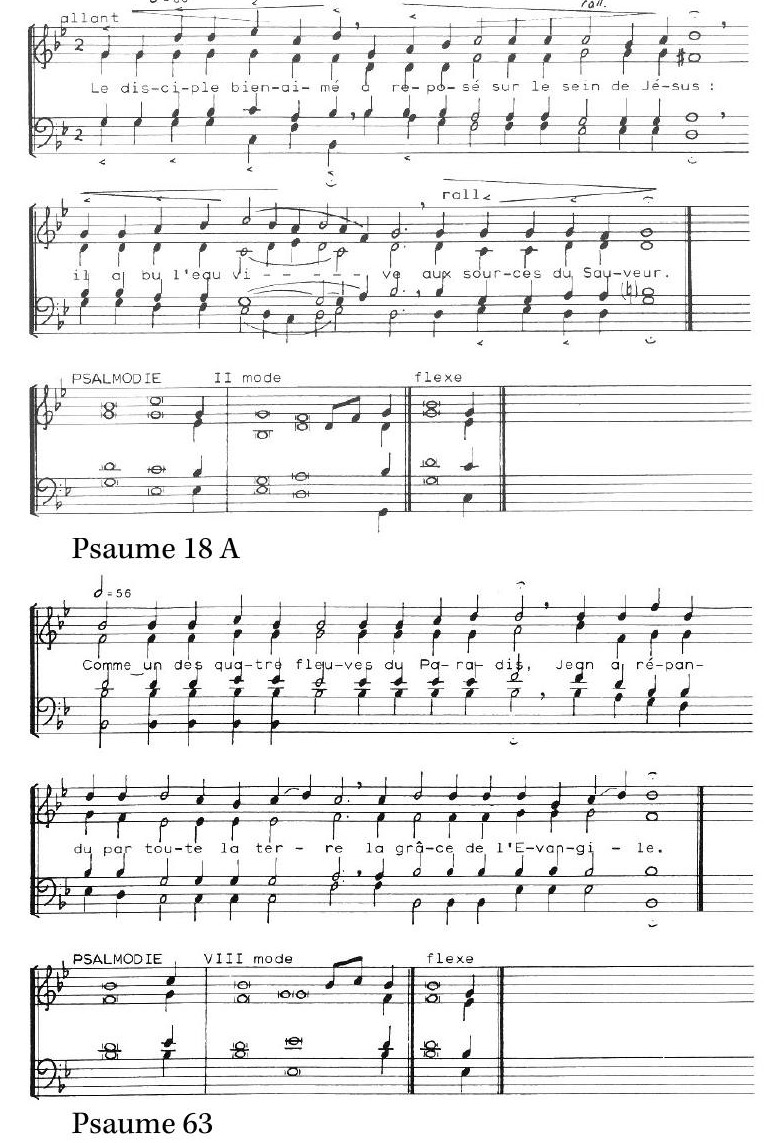 allant rall.
Le dis-ci-ple bien-ai-mé a re-po-sé sur le sein de Jé-sus :
rall
il a bu l'eau vi - - - - - ve aux sour-ces du Sau-veur.
PSALMODIE II mode flexe
Psaume 18 A
=56
Comme un des qua-tre fleu-ves du Pa-ra-dis, Jean a ré-pan-
du par tou-te la ter - re la grâ-ce de l'E-van-gi - le.
PSALMODIE VIII mode flexe
Psaume 63